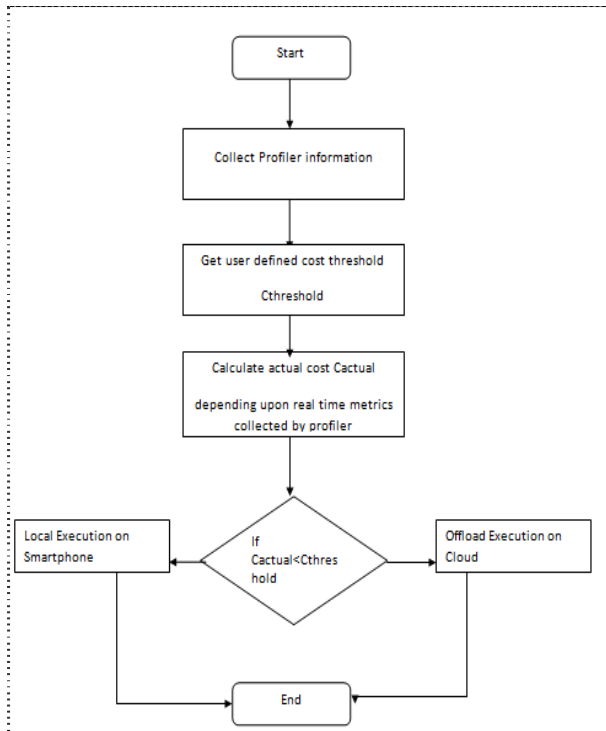 Start
Collect Profiler information
Get user defined cost threshold
Cthreshold
Calculate actual cost Cactual
depending upon real time metrics
collected by profiler
If
Cactual<Cthres
hold
Local Execution on
Smartphone
Offload Execution on
Cloud
End